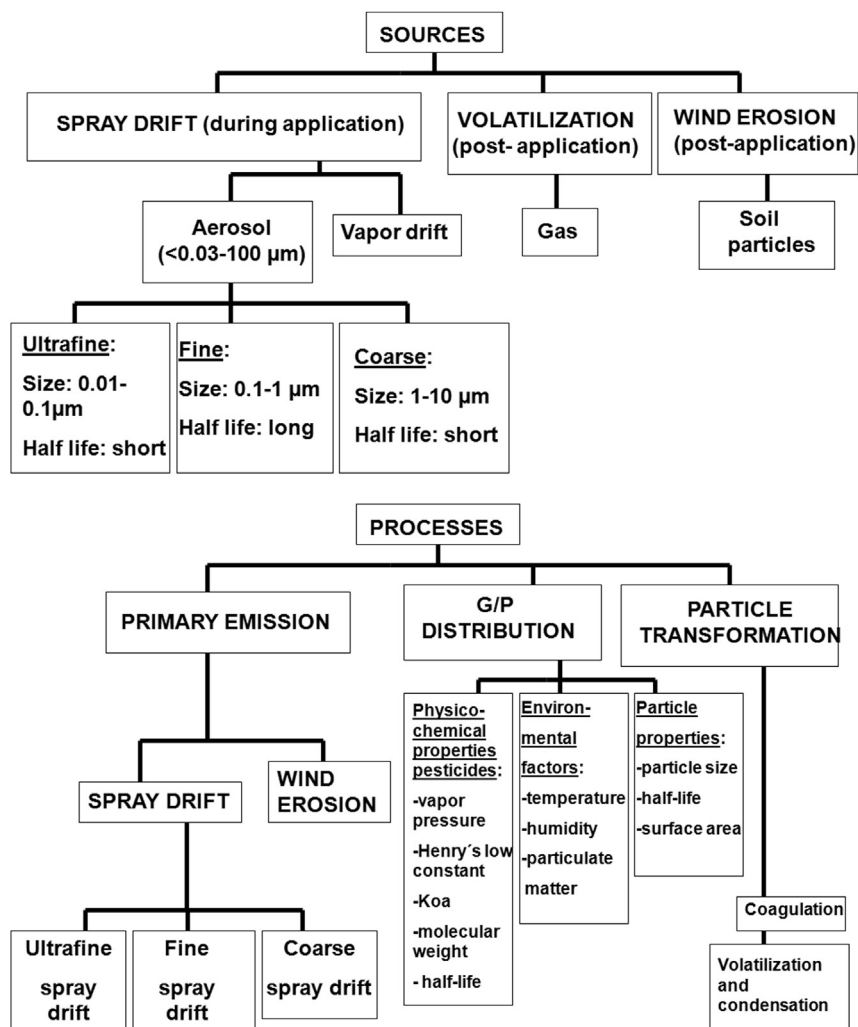 SOURCES
SPRAY DRIFT (during application)
VOLATILIZATION
(post- application)
WIND EROSION
(post-application)
Aerosol
(<0.03-100 µm)
Vapor drift
Gas
Soil
particles
Ultrafine:
Size: 0.01-
0.1µm
Half life: short
Fine:
Size: 0.1-1 µm
Half life: long
Coarse:
Size: 1-10 µm
Half life: short
PROCESSES
PRIMARY EMISSION
G/P
DISTRIBUTION
PARTICLE
TRANSFORMATION
SPRAY DRIFT
WIND
EROSION
Physico-
chemical
properties
pesticides:
-vapor
pressure
-Henry´s low
constant
-Koa
-molecular
weight
- half-life
Environ-
mental
factors:
-temperature
-humidity
-particulate
matter
Particle
properties:
-particle size
-half-life
-surface area
Ultrafine
spray
drift
Fine
spray
drift
Coarse
spray drift
Coagulation
Volatilization
and
condensation